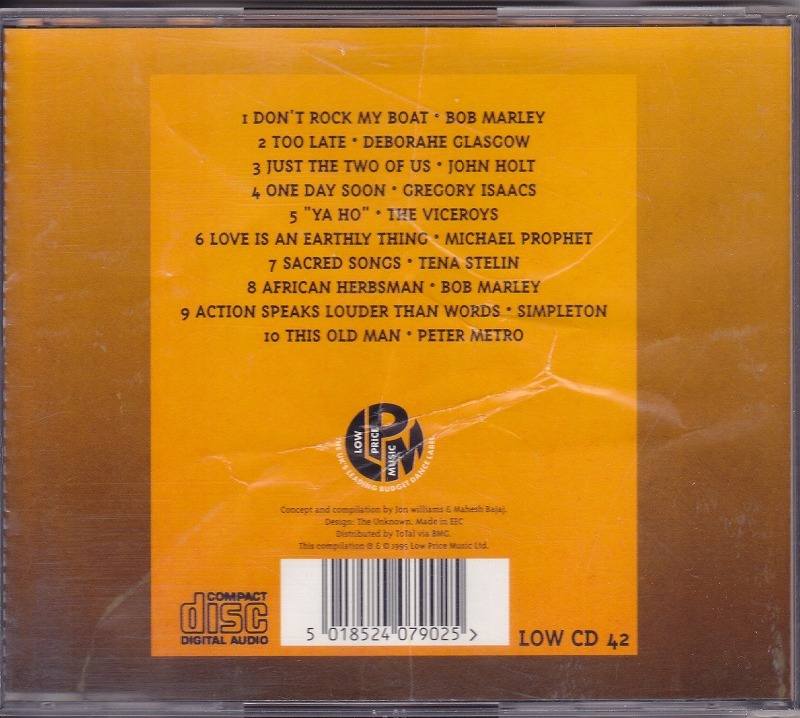 1 DON'T ROCK MY BOAT • BOB MARLEY
2 TOO LATE • DEBORAHE GLASGOW
3 JUST THE TWO OF US • JOHN HOLT
4 ONE DAY SOON • GREGORY ISAACS
5 "YA HO" • THE VICEROYS
6 LOVE IS AN EARTHLY THING • MICHAEL PROPHET
7 SACRED SONGS • TENA STELIN
8 AFRICAN HERBSMAN • BOB MARLEY
9 ACTION SPEAKS LOUDER THAN WORDS • SIMPLETON
10 THIS OLD MAN • PETER METRO
LPM
LOW
PRICE
MUSIC
THE UK'S LEADING BUDGET DANCE LABEL
Concept and compilation by Jon williams & Mahesh Bajaj.
Design: The Unknown. Made in EEC
Distributed by ToTal via BMG.
This compilation ℗ & © 1995 Low Price Music Ltd.
COMPACT
disc
DIGITAL AUDIO
5 018524 079025 >
LOW CD 42